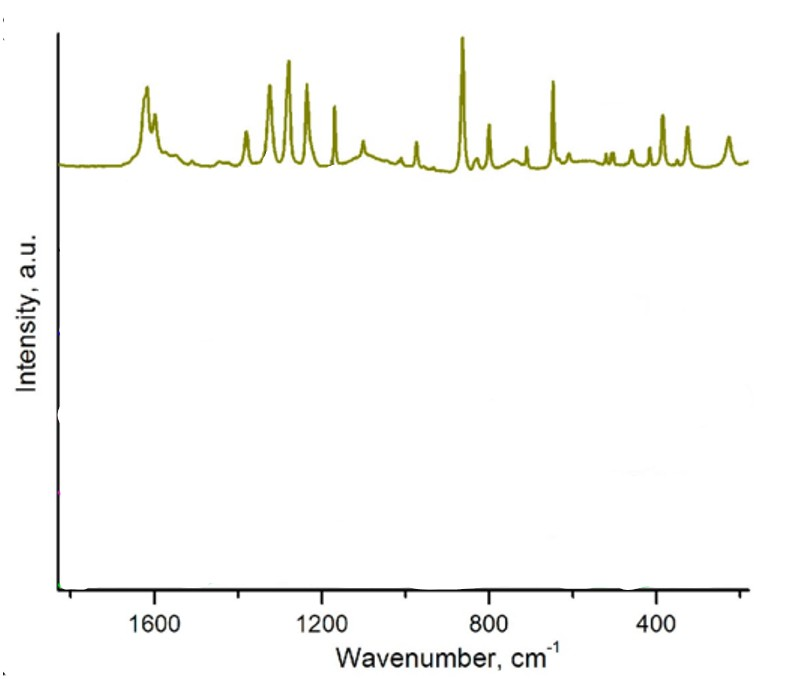 Intensity, a.u.
1600 1200 800 400
Wavenumber, cm⁻¹